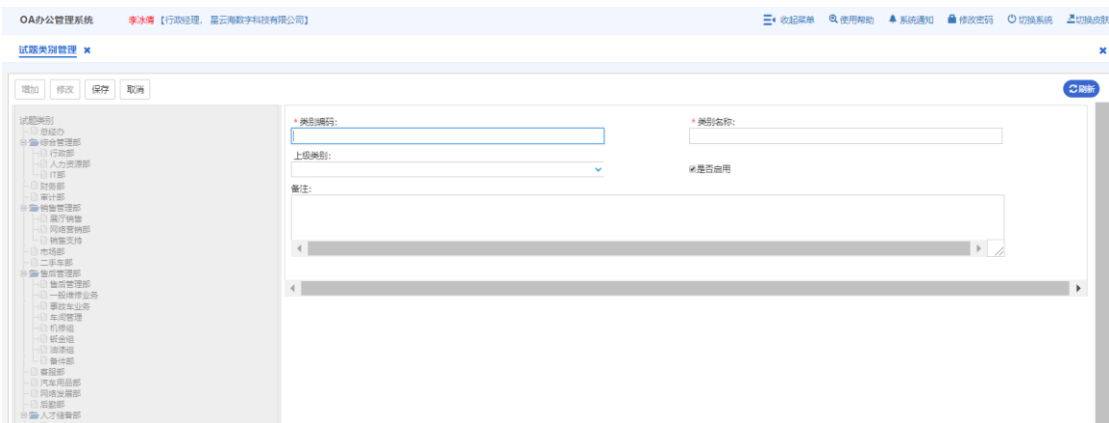 OA办公管理系统 李冰倩【行政经理, 星云海数字科技有限公司】 收起菜单 使用帮助 系统通知 修改密码 切换系统 切换皮肤
试题类别管理
增加 修改 保存 取消 刷新
试题类别
总经办
综合管理部
行政部
人力资源部
IT部
财务部
审计部
销售管理部
展厅销售
网络营销部
销售支持
市场部
二手车部
售后管理部
售后管理部
一般维修业务
事故车业务
车间管理
机修组
钣金组
油漆组
备件部
客服部
汽车用品部
网络发展部
后勤部
人才储备部
* 类别编码:
* 类别名称:
上级类别:
是否启用
备注: